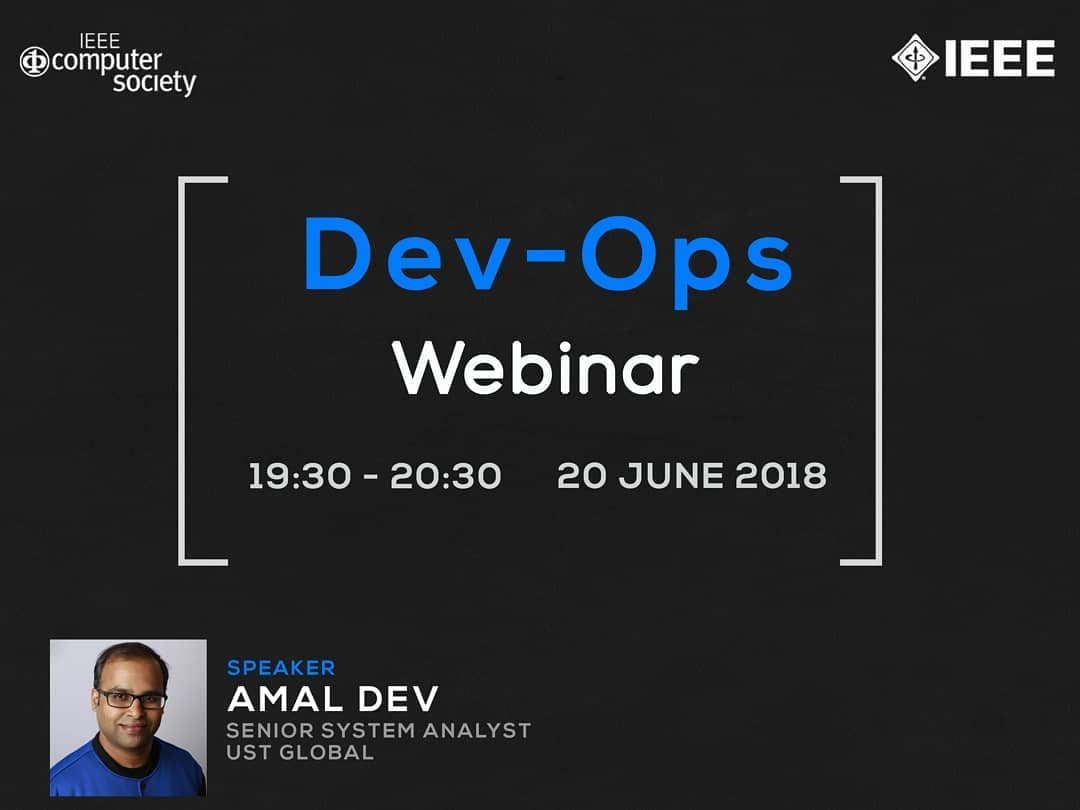 IEEE
computer
society
IEEE
Dev-Ops
Webinar
19:30 - 20:30 20 JUNE 2018
SPEAKER
AMAL DEV
SENIOR SYSTEM ANALYST
UST GLOBAL